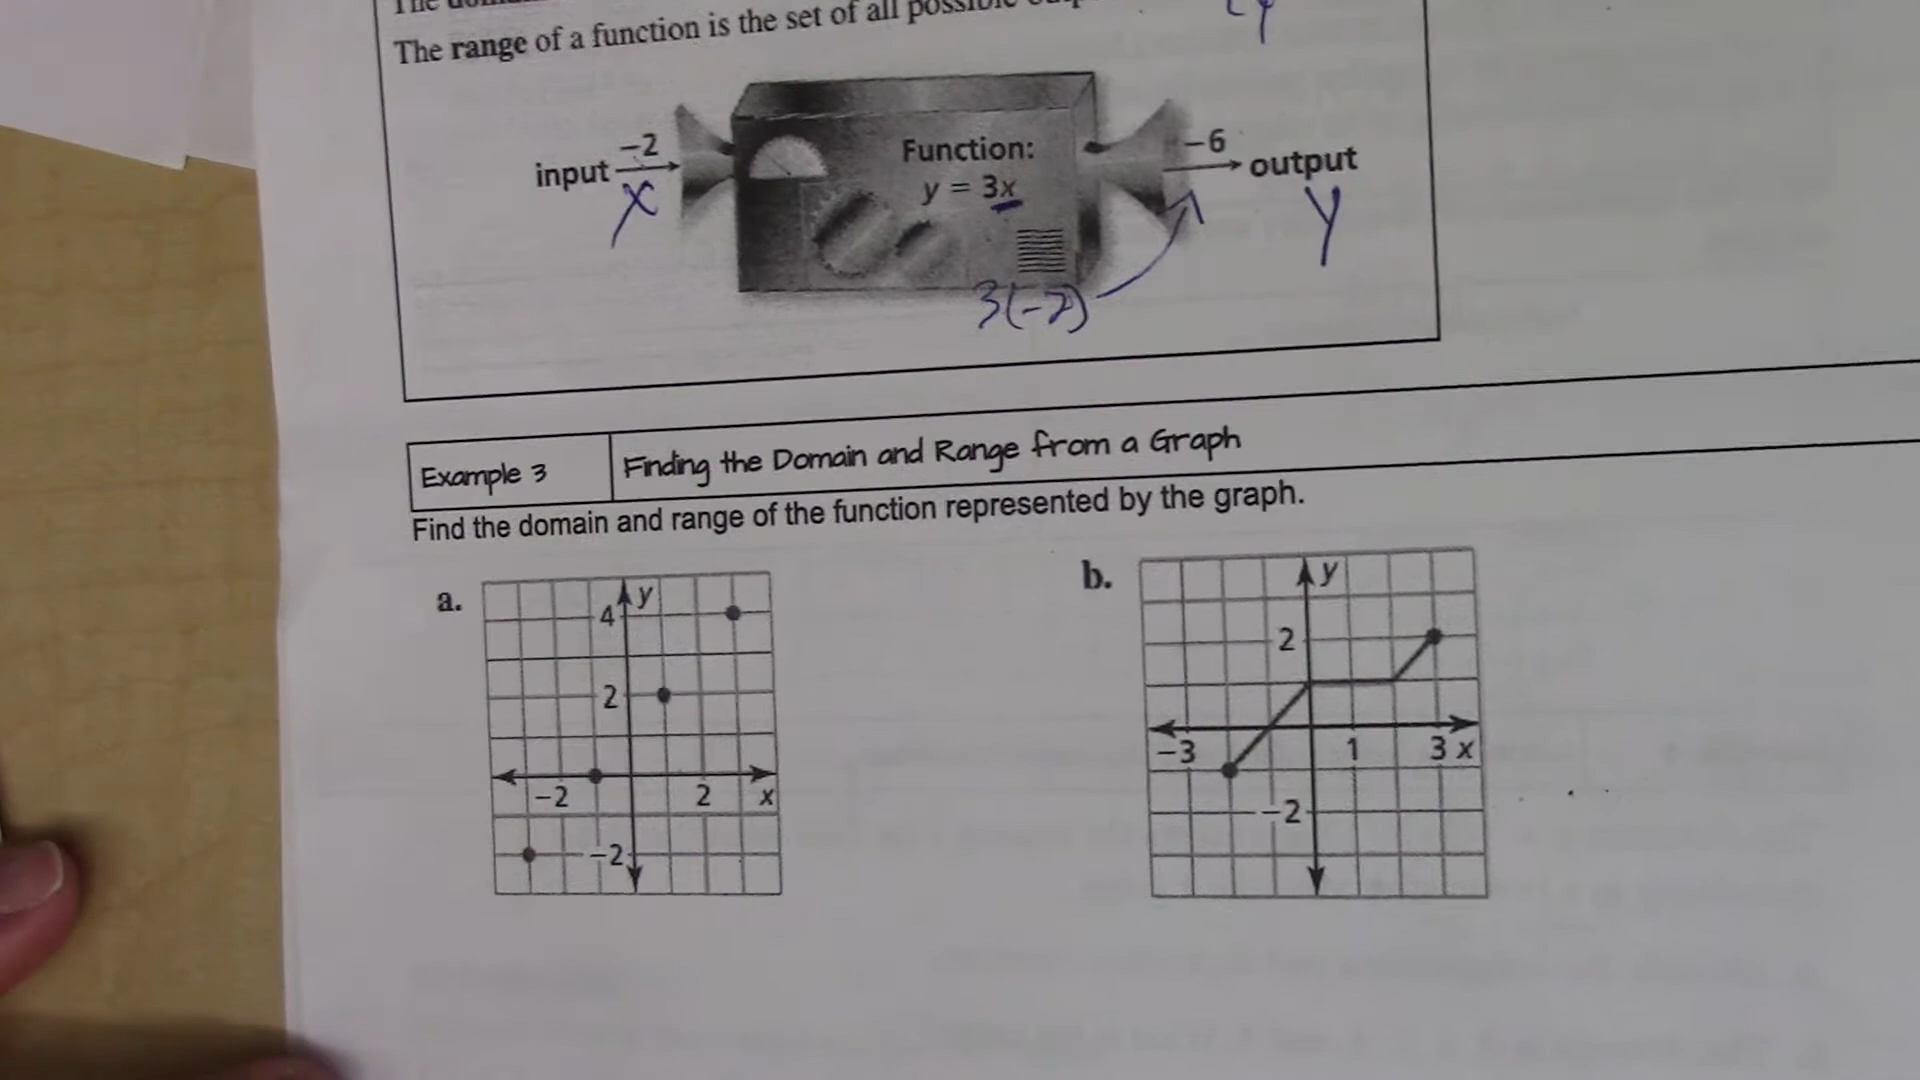 The
The range of a function is the set of all possible
input −2
x
Function:
y = 3x
−6 output
y
3(-2)
Example 3 Finding the Domain and Range from a Graph
Find the domain and range of the function represented by the graph.
a.
y
4
2
−2 2 x
−2
b.
y
2
−3 1 3 x
−2